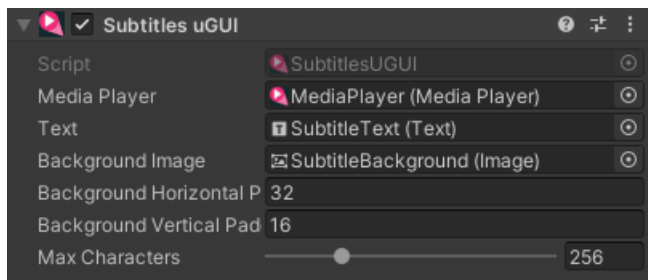 Subtitles uGUI
Script SubtitlesUGUI
Media Player MediaPlayer (Media Player)
Text SubtitleText (Text)
Background Image SubtitleBackground (Image)
Background Horizontal P 32
Background Vertical Pad 16
Max Characters 256